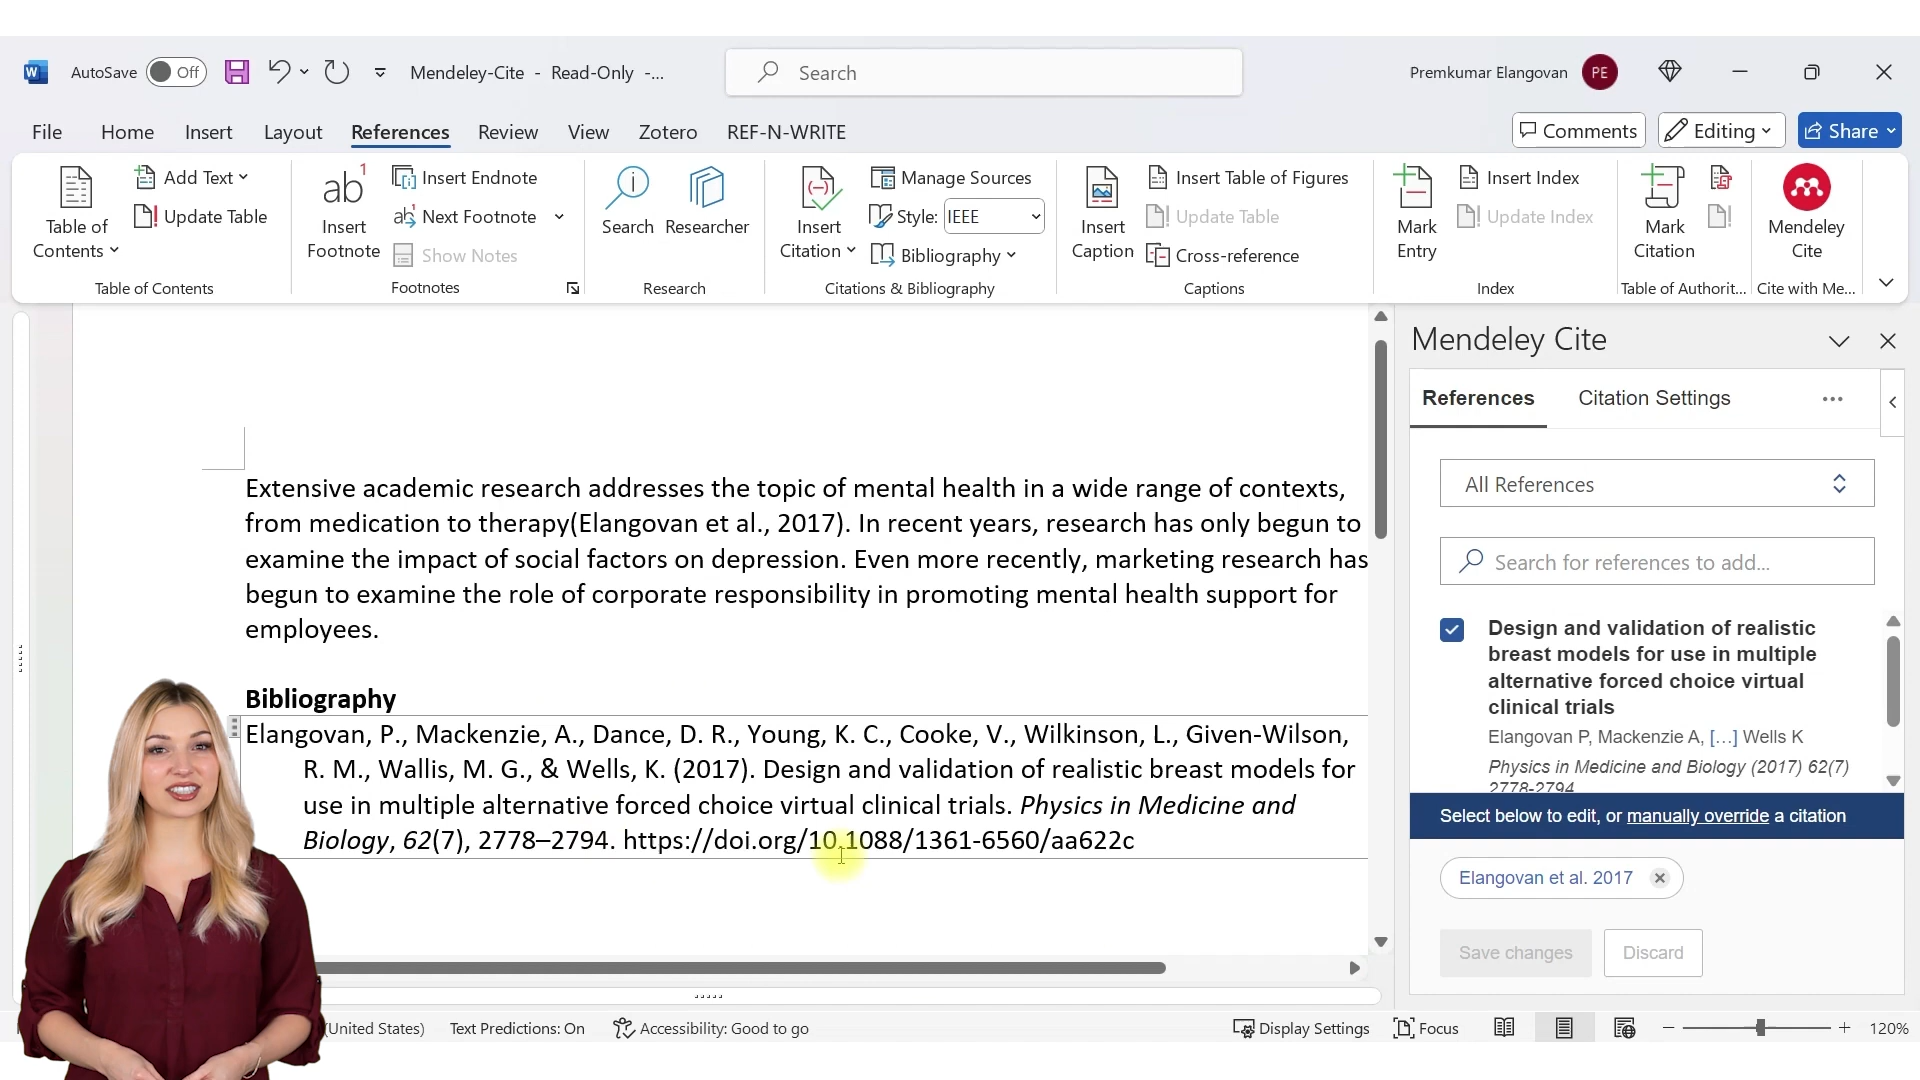 AutoSave Off Mendeley-Cite - Read-Only -... Search Premkumar Elangovan PE
File Home Insert Layout References Review View Zotero REF-N-WRITE Comments Editing Share
Table of Contents
Add Text
Update Table
Table of Contents
ab1
Insert Footnote
Insert Endnote
Next Footnote
Show Notes
Footnotes
Search
Researcher
Research
Insert Citation
Manage Sources
Style: IEEE
Bibliography
Citations & Bibliography
Insert Caption
Insert Table of Figures
Update Table
Cross-reference
Captions
Mark Entry
Insert Index
Update Index
Index
Mark Citation
Table of Authorit...
Mendeley Cite
Cite with Me...
Extensive academic research addresses the topic of mental health in a wide range of contexts,
from medication to therapy(Elangovan et al., 2017). In recent years, research has only begun to
examine the impact of social factors on depression. Even more recently, marketing research has
begun to examine the role of corporate responsibility in promoting mental health support for
employees.
Bibliography
Elangovan, P., Mackenzie, A., Dance, D. R., Young, K. C., Cooke, V., Wilkinson, L., Given-Wilson,
R. M., Wallis, M. G., & Wells, K. (2017). Design and validation of realistic breast models for
use in multiple alternative forced choice virtual clinical trials. Physics in Medicine and
Biology, 62(7), 2778–2794. https://doi.org/10.1088/1361-6560/aa622c
Mendeley Cite
References Citation Settings ...
All References
Search for references to add...
Design and validation of realistic
breast models for use in multiple
alternative forced choice virtual
clinical trials
Elangovan P, Mackenzie A, [...] Wells K
Physics in Medicine and Biology (2017) 62(7)
2778-2794
Select below to edit, or manually override a citation
Elangovan et al. 2017
Save changes Discard
(United States) Text Predictions: On Accessibility: Good to go Display Settings Focus 120%